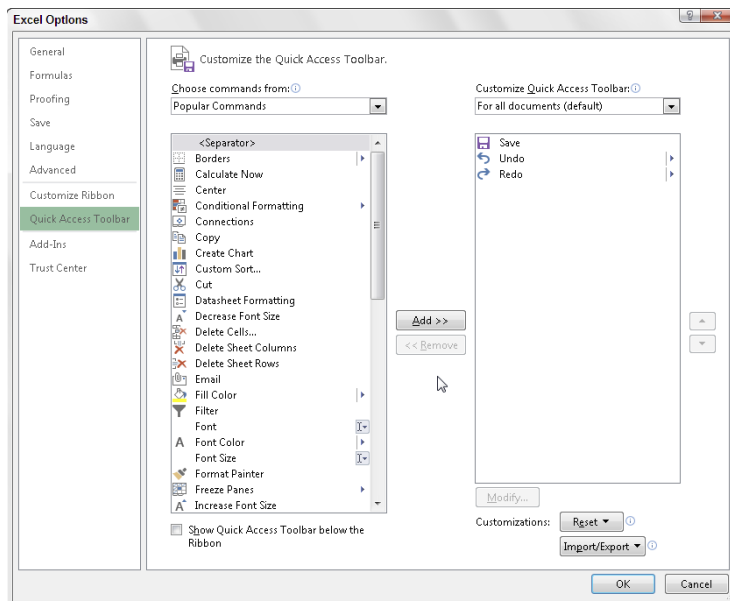 Excel Options
General
Formulas
Proofing
Save
Language
Advanced
Customize Ribbon
Quick Access Toolbar
Add-Ins
Trust Center
Customize the Quick Access Toolbar.
Choose commands from:
Popular Commands
<Separator>
Borders
Calculate Now
Center
Conditional Formatting
Connections
Copy
Create Chart
Custom Sort...
Cut
Datasheet Formatting
Decrease Font Size
Delete Cells...
Delete Sheet Columns
Delete Sheet Rows
Email
Fill Color
Filter
Font
Font Color
Font Size
Format Painter
Freeze Panes
Increase Font Size
Show Quick Access Toolbar below the
Ribbon
Add >>
<< Remove
Customize Quick Access Toolbar:
For all documents (default)
Save
Undo
Redo
Modify...
Customizations:
Reset
Import/Export
OK
Cancel